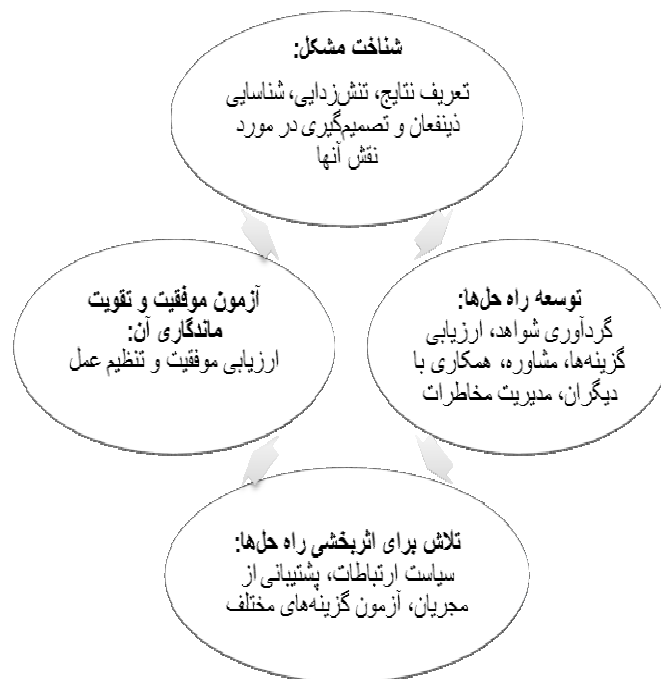 شناخت مشکل:
تعریف نتایج، تنش‌زدایی، شناسایی
ذینفعان و تصمیم‌گیری در مورد
نقش آنها
توسعه راه حل‌ها:
گردآوری شواهد، ارزیابی
گزینه‌ها، مشاوره، همکاری با
دیگران، مدیریت مخاطرات
آزمون موفقیت و تقویت
ماندگاری آن:
ارزیابی موفقیت و تنظیم عمل
تلاش برای اثربخشی راه حل‌ها:
سیاست ارتباطات، پشتیبانی از
مجریان، آزمون گزینه‌های مختلف